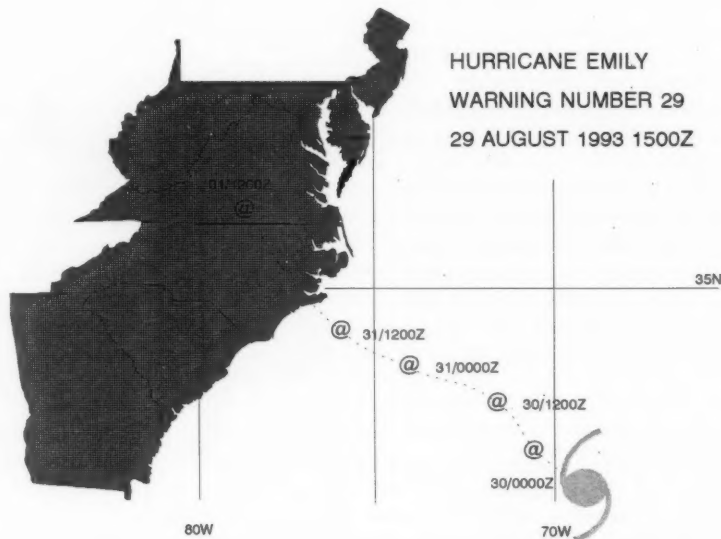 HURRICANE EMILY
WARNING NUMBER 29
29 AUGUST 1993 1500Z
01/1200Z
@
35N
@ 31/1200Z
@ 31/0000Z
@ 30/1200Z
@
30/0000Z
80W
70W